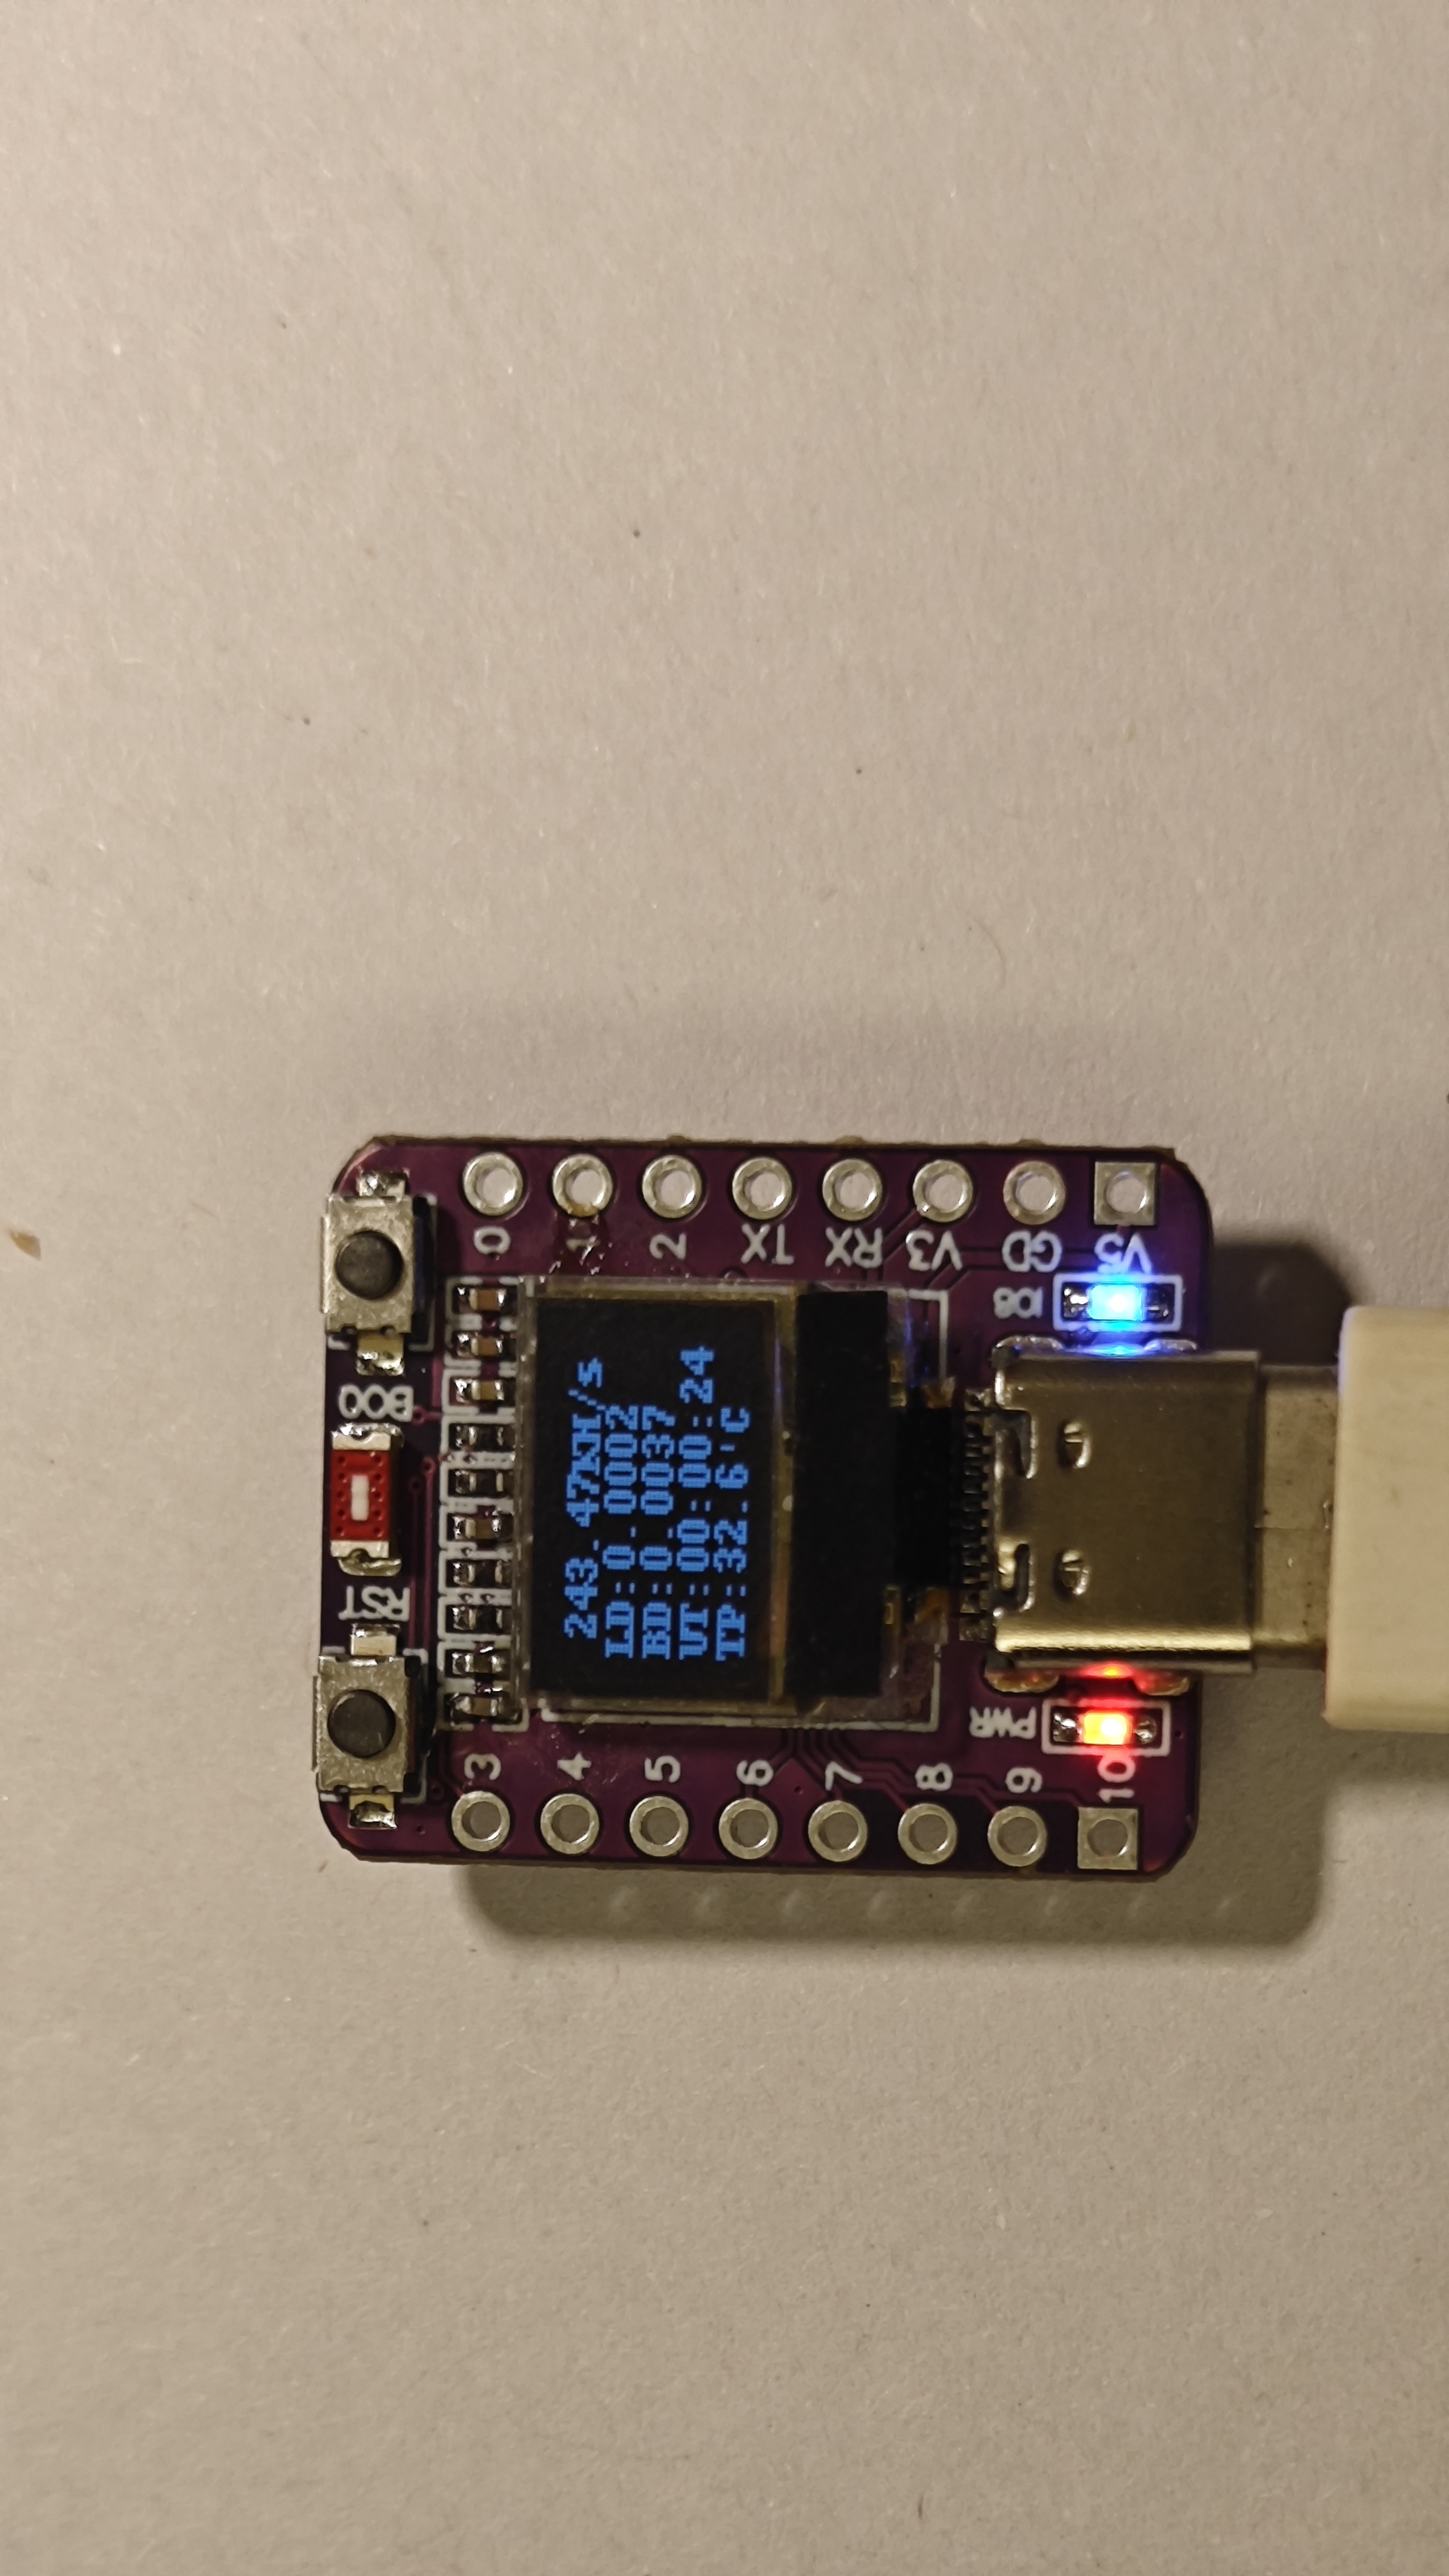 RST
BOO
3
0
4
1
5
2
6
TX
7
RX
8
V3
9
GD
10
V5
PWR
IO8
243.47KH/s
LD:0.0002
BD:0.0037
UT:00:00:24
TP:32.6'C